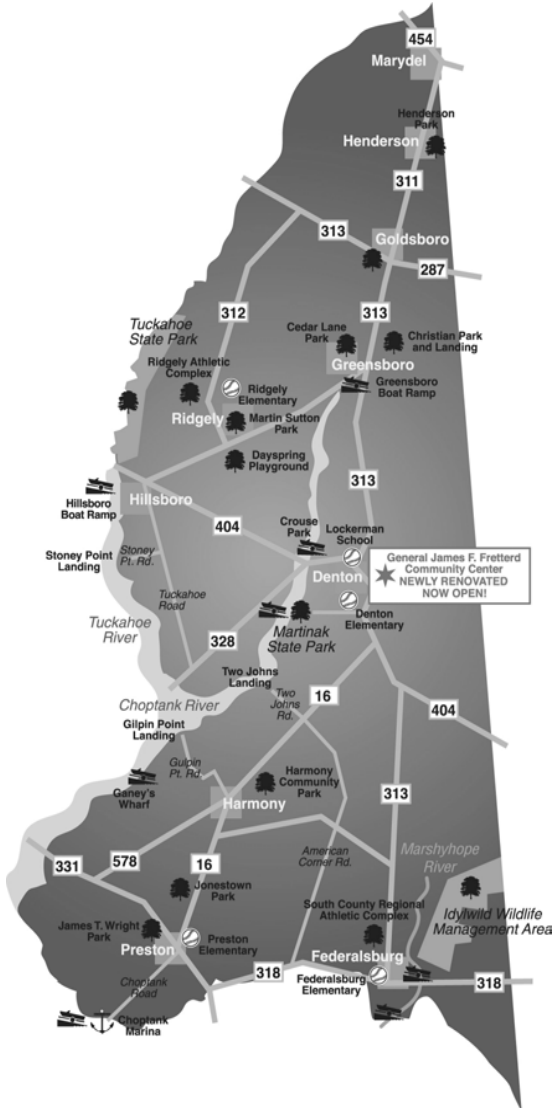 454
Marydel
Henderson
Park
Henderson
311
313
Goldsboro
287
312
313
Tuckahoe
State Park
Cedar Lane
Park
Christian Park
and Landing
Ridgely Athletic
Complex
Greensboro
Ridgely
Elementary
Greensboro
Boat Ramp
Ridgely
Martin Sutton
Park
Dayspring
Playground
313
Hillsboro
Boat Ramp
Hillsboro
404
Crouse
Park
Lockerman
School
Stoney Point
Landing
Stoney
Pt. Rd.
Denton
General James F. Fretterd
Community Center
NEWLY RENOVATED
NOW OPEN!
Tuckahoe
Road
Tuckahoe
River
Denton
Elementary
328
Martinak
State Park
Two Johns
Landing
Two
Johns
Rd.
16
Choptank River
404
Gilpin Point
Landing
Gulpin
Pt. Rd.
Harmony
Community
Park
Ganey's
Wharf
313
Harmony
331
578
16
American
Corner Rd.
Marshyhope
River
Jonestown
Park
South County Regional
Athletic Complex
Idylwild Wildlife
Management Area
James T. Wright
Park
Preston
Preston
Elementary
Federalsburg
318
Federalsburg
Elementary
318
Choptank
Road
Choptank
Marina